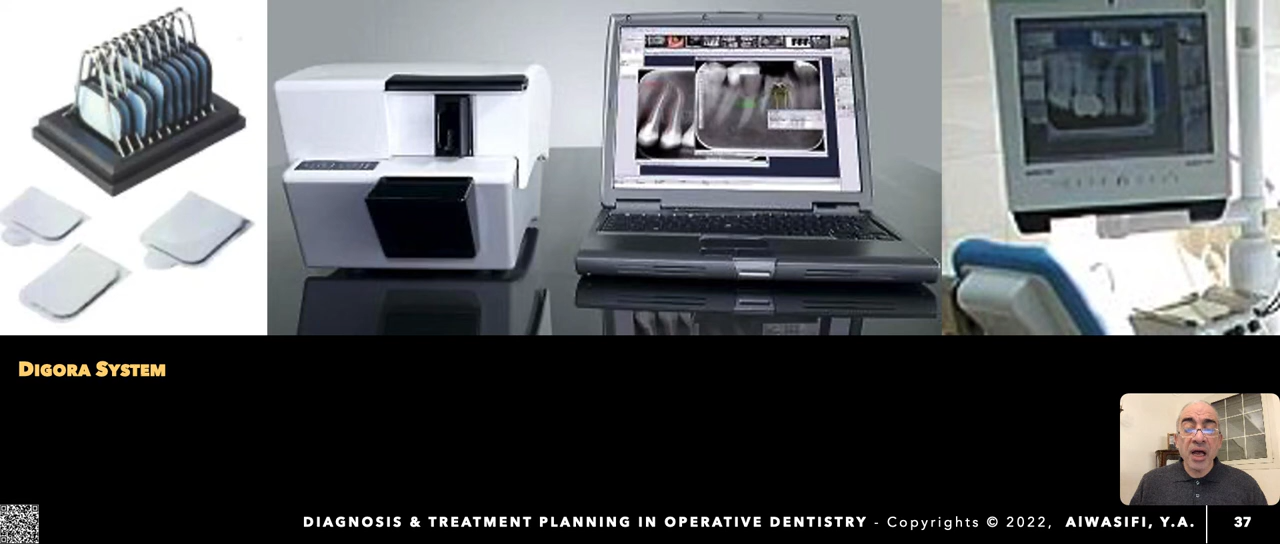 DIGORA SYSTEM
DIAGNOSIS & TREATMENT PLANNING IN OPERATIVE DENTISTRY - Copyrights © 2022, AlWASIFI, Y.A. 37